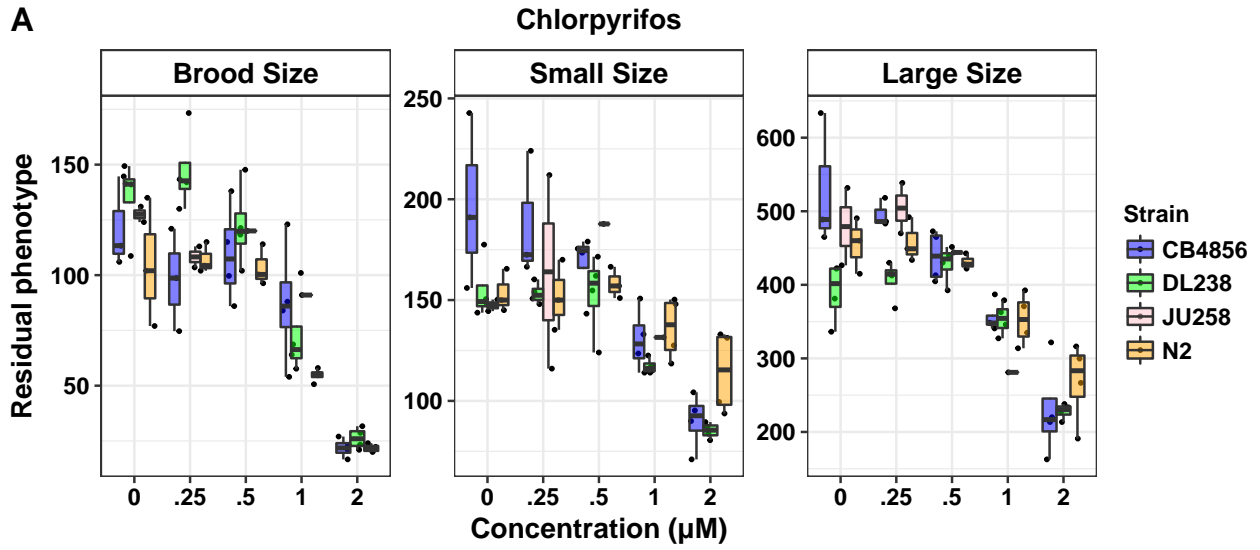 A
Chlorpyrifos
Brood Size
Small Size
Large Size
Residual phenotype
150
100
50
250
200
150
100
600
500
400
300
200
0 .25 .5 1 2
0 .25 .5 1 2
0 .25 .5 1 2
Concentration (µM)
Strain
CB4856
DL238
JU258
N2